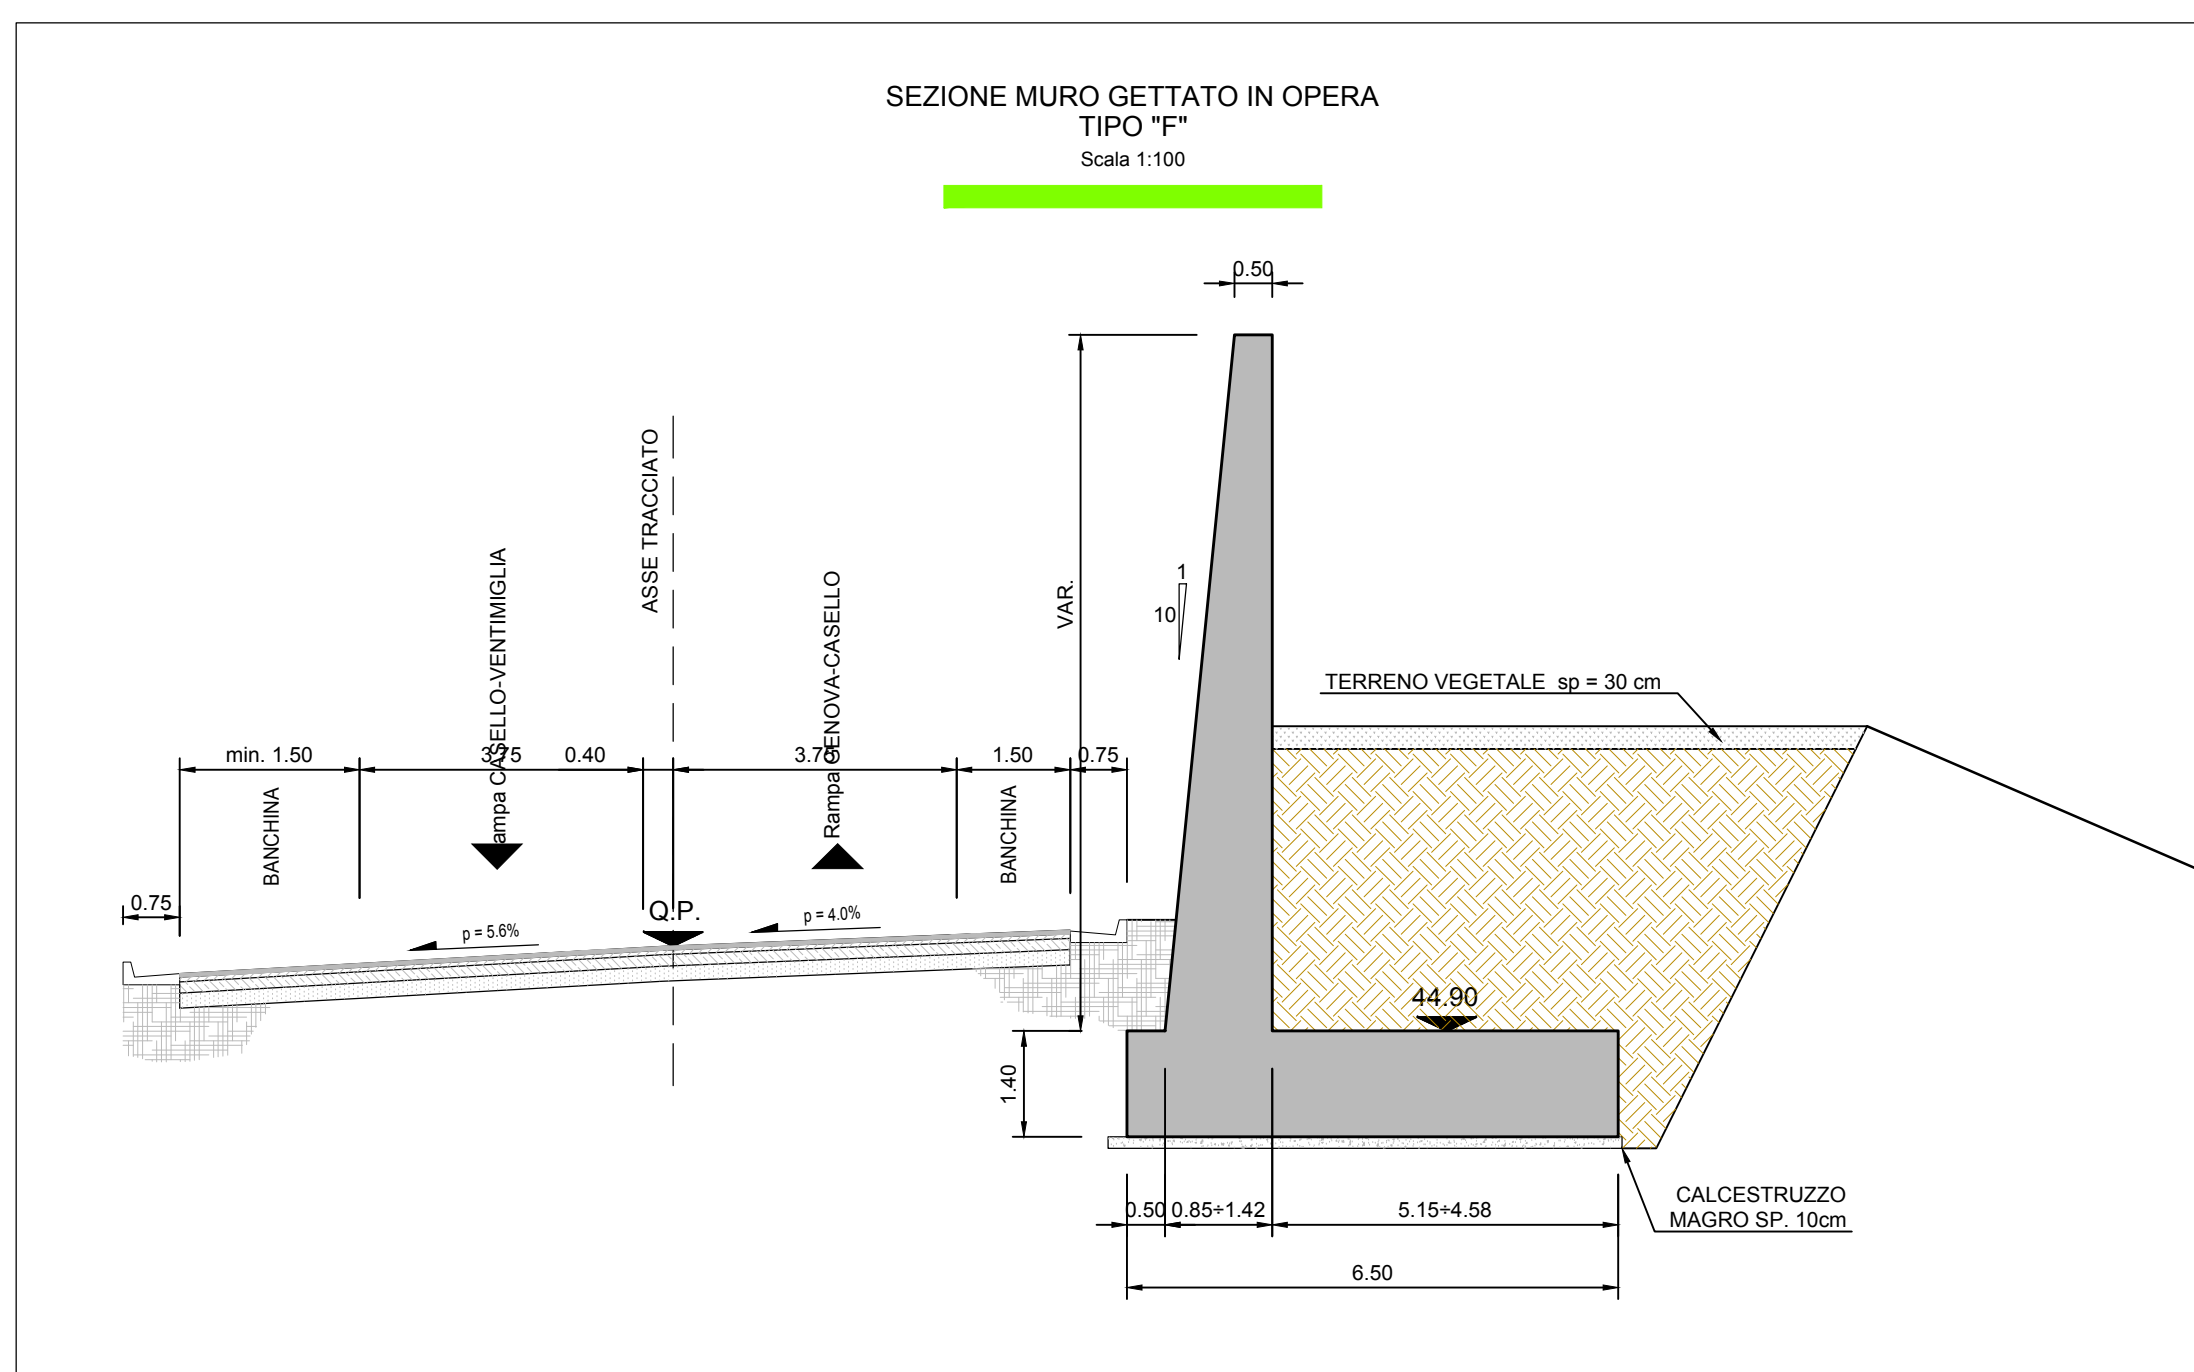 SEZIONE MURO GETTATO IN OPERA
TIPO "F"
Scala 1:100
0.50
ASSE TRACCIATO
ampa CASELLO-VENTIMIGLIA
Rampa GENOVA-CASELLO
VAR.
1
10
TERRENO VEGETALE sp = 30 cm
min. 1.50
3.75
0.40
3.75
1.50
0.75
BANCHINA
BANCHINA
0.75
p = 5.6%
Q.P.
p = 4.0%
44.90
1.40
CALCESTRUZZO
MAGRO SP. 10cm
0.50
0.85÷1.42
5.15÷4.58
6.50